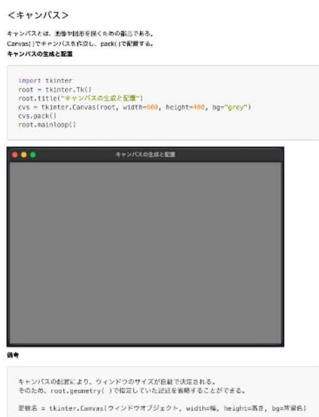 ＜キャンバス＞
キャンバスとは、画像や図形を描くための部品である。
Canvas( )でキャンバスを作成し、pack( )で配置する。
キャンバスの生成と配置
import tkinter
root = tkinter.Tk()
root.title("キャンバスの生成と配置")
cvs = tkinter.Canvas(root, width=600, height=400, bg="grey")
cvs.pack()
root.mainloop()
キャンバスの生成と配置
備考
キャンバスの配置により、ウィンドウのサイズが自動で決定される。
そのため、root.geometry( )で指定していた記述を省略することができる。
変数名 = tkinter.Canvas(ウィンドウオブジェクト, width=幅, height=高さ, bg=背景色)